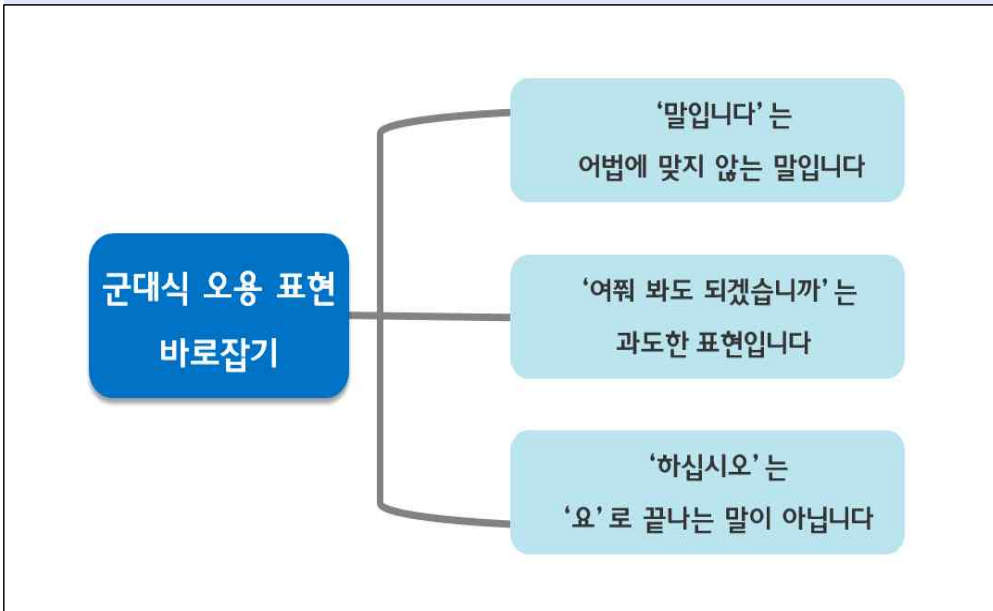 군대식 오용 표현
바로잡기
‘말입니다’는
어법에 맞지 않는 말입니다
‘여쭤 봐도 되겠습니까’는
과도한 표현입니다
‘하십시오’는
‘요’로 끝나는 말이 아닙니다